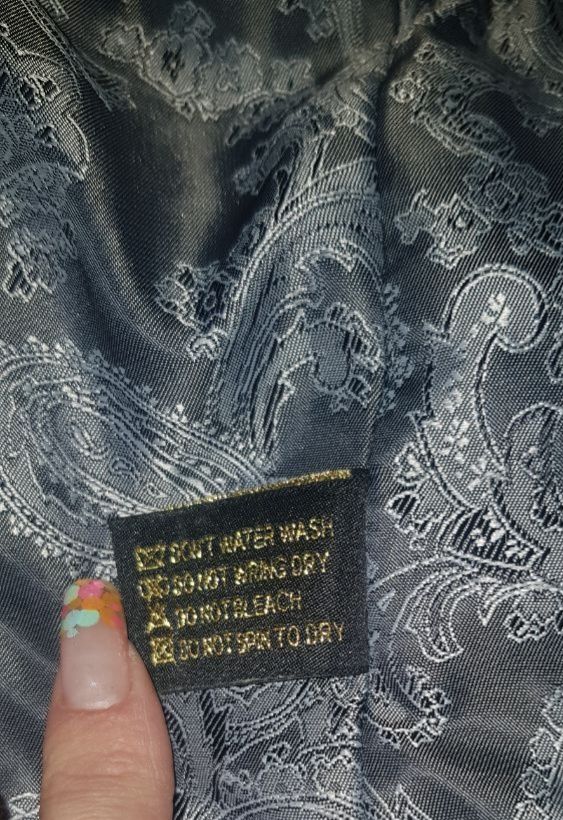 DON'T WATER WASH
DO NOT WRING DRY
DO NOT BLEACH
DO NOT SPIN TO DRY